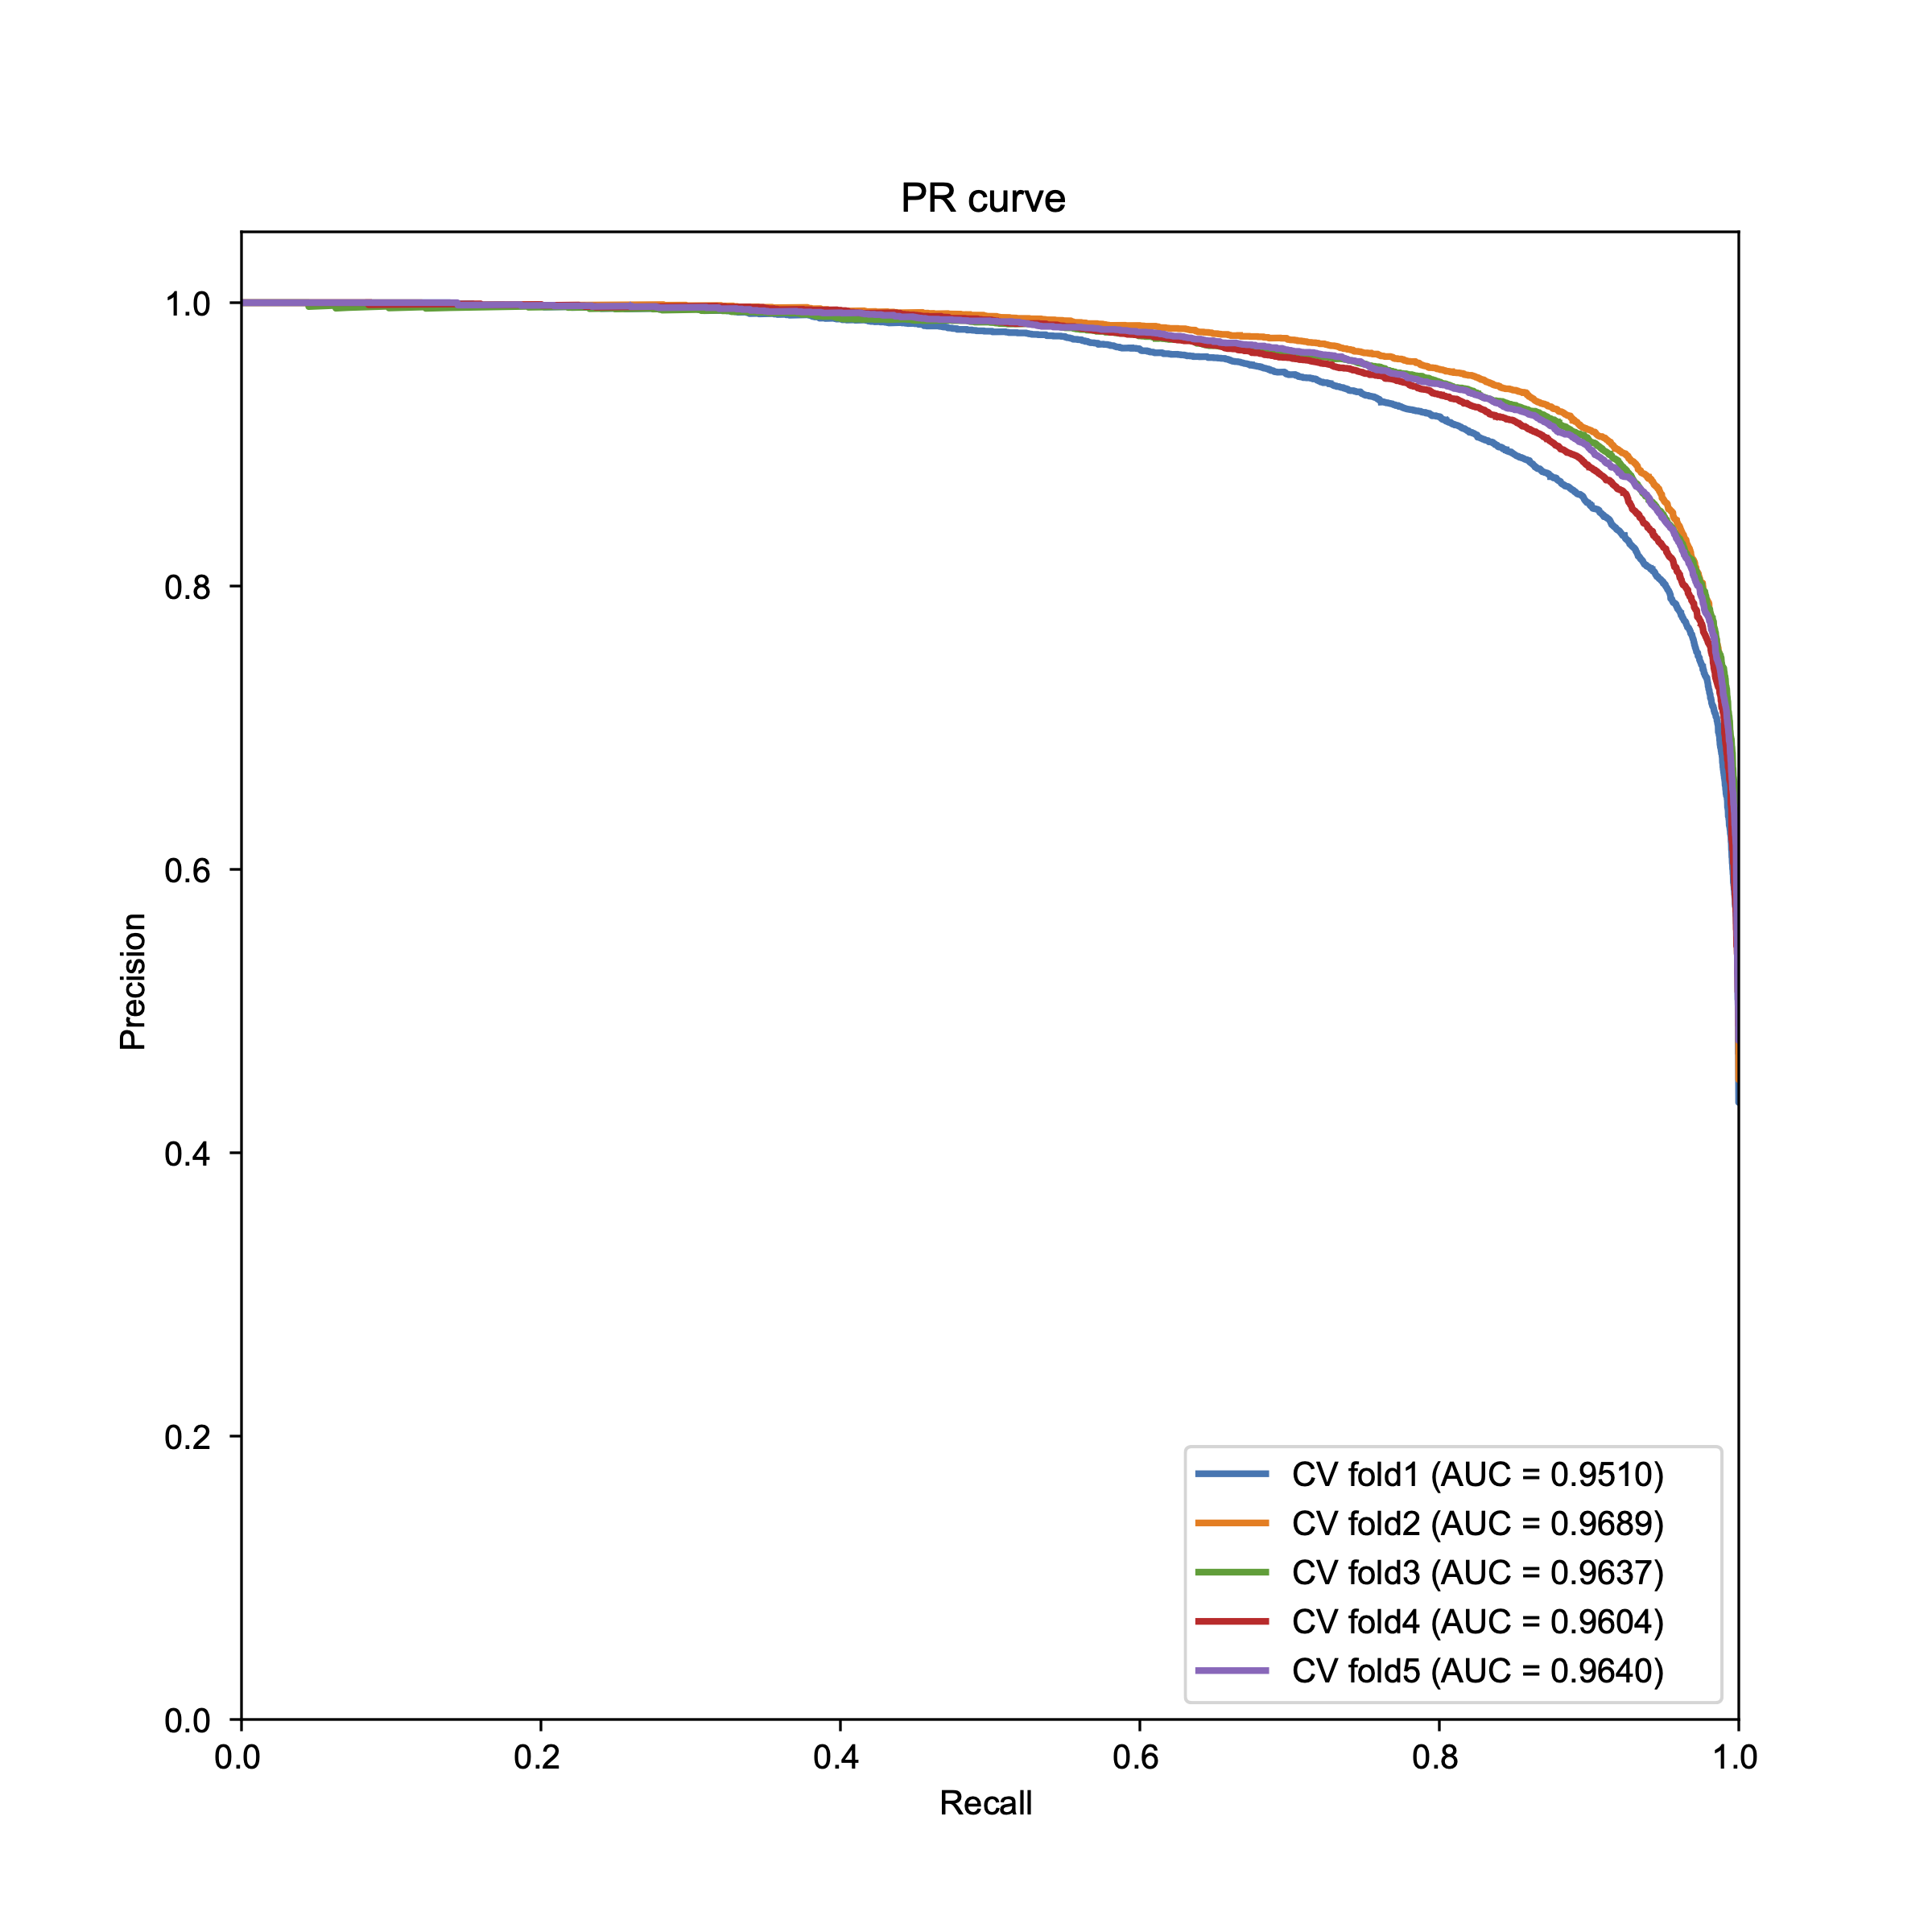 PR curve
1.0
0.8
0.6
0.4
0.2
0.0
Precision
CV fold1 (AUC = 0.9510)
CV fold2 (AUC = 0.9689)
CV fold3 (AUC = 0.9637)
CV fold4 (AUC = 0.9604)
CV fold5 (AUC = 0.9640)
0.0 0.2 0.4 0.6 0.8 1.0
Recall